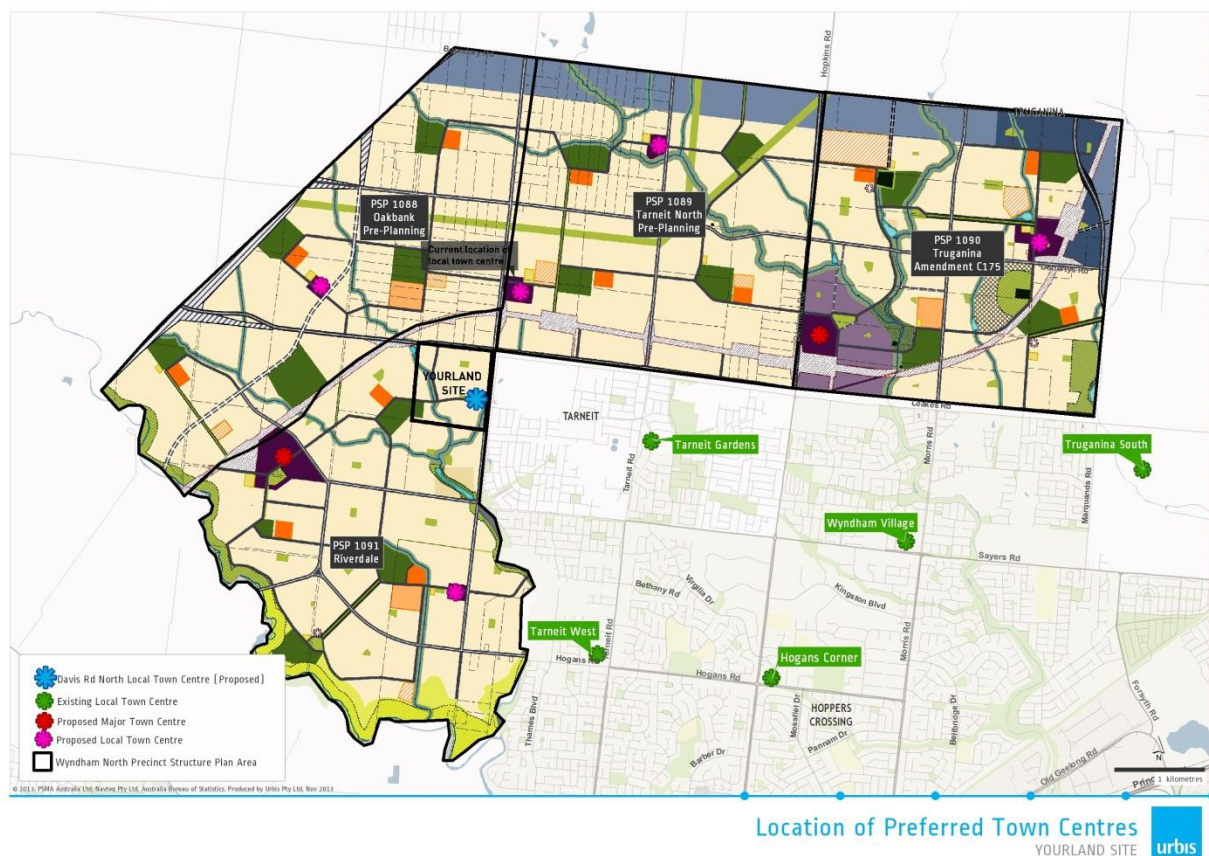 Hopkins Rd
TRUGANINA
PSP 1088
Oakbank
Pre-Planning
PSP 1089
Tarneit North
Pre-Planning
PSP 1090
Truganina
Amendment C175
Current location of
local town centre
YOURLAND
SITE
TARNEIT
Leakes Rd
Tarneit Gardens
Tarneit Rd
Morris Rd
Truganina South
Marquands Rd
Wyndham Village
Sayers Rd
PSP 1091
Riverdale
Bethany Rd
Virgilia Dr
Kingston Blvd
Tarneit West
Tarneit Rd
Hogans Rd
Hogans Rd
Hogans Corner
Morris Rd
HOPPERS
CROSSING
Thames Blvd
Mossfiel Dr
Pannam Dr
Barber Dr
Bellbridge Dr
Forsyth Rd
Old Geelong Rd
N
1 kilometres
Davis Rd North Local Town Centre (Proposed)
Existing Local Town Centre
Proposed Major Town Centre
Proposed Local Town Centre
Wyndham North Precinct Structure Plan Area
© 2013. PSMA Australia Ltd; Navteq Pty Ltd. Australia Bureau of Statistics. Produced by Urbis Pty Ltd, Nov 2013
Location of Preferred Town Centres
YOURLAND SITE
urbis